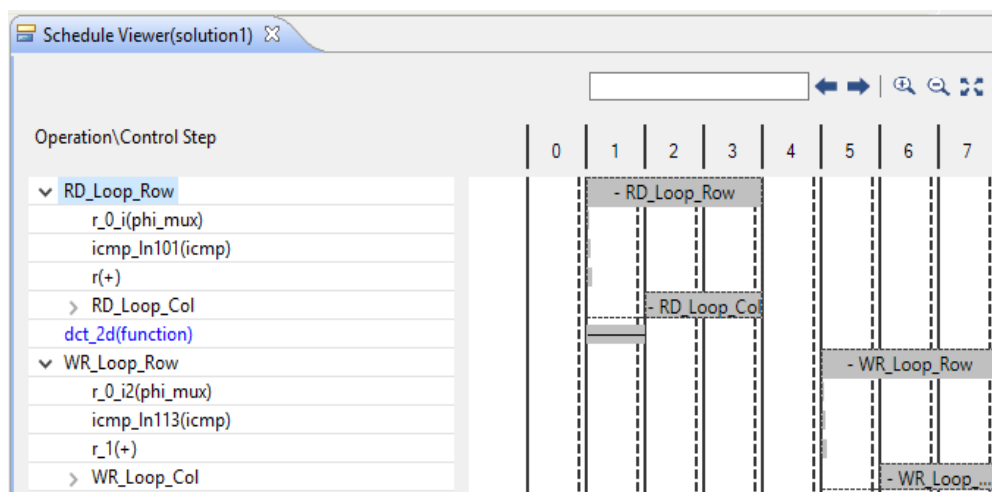 Schedule Viewer(solution1)
Operation\Control Step
0 1 2 3 4 5 6 7
RD_Loop_Row - RD_Loop_Row
r_0_i(phi_mux)
icmp_ln101(icmp)
r(+)
RD_Loop_Col - RD_Loop_Col
dct_2d(function)
WR_Loop_Row - WR_Loop_Row
r_0_i2(phi_mux)
icmp_ln113(icmp)
r_1(+)
WR_Loop_Col - WR_Loop_...